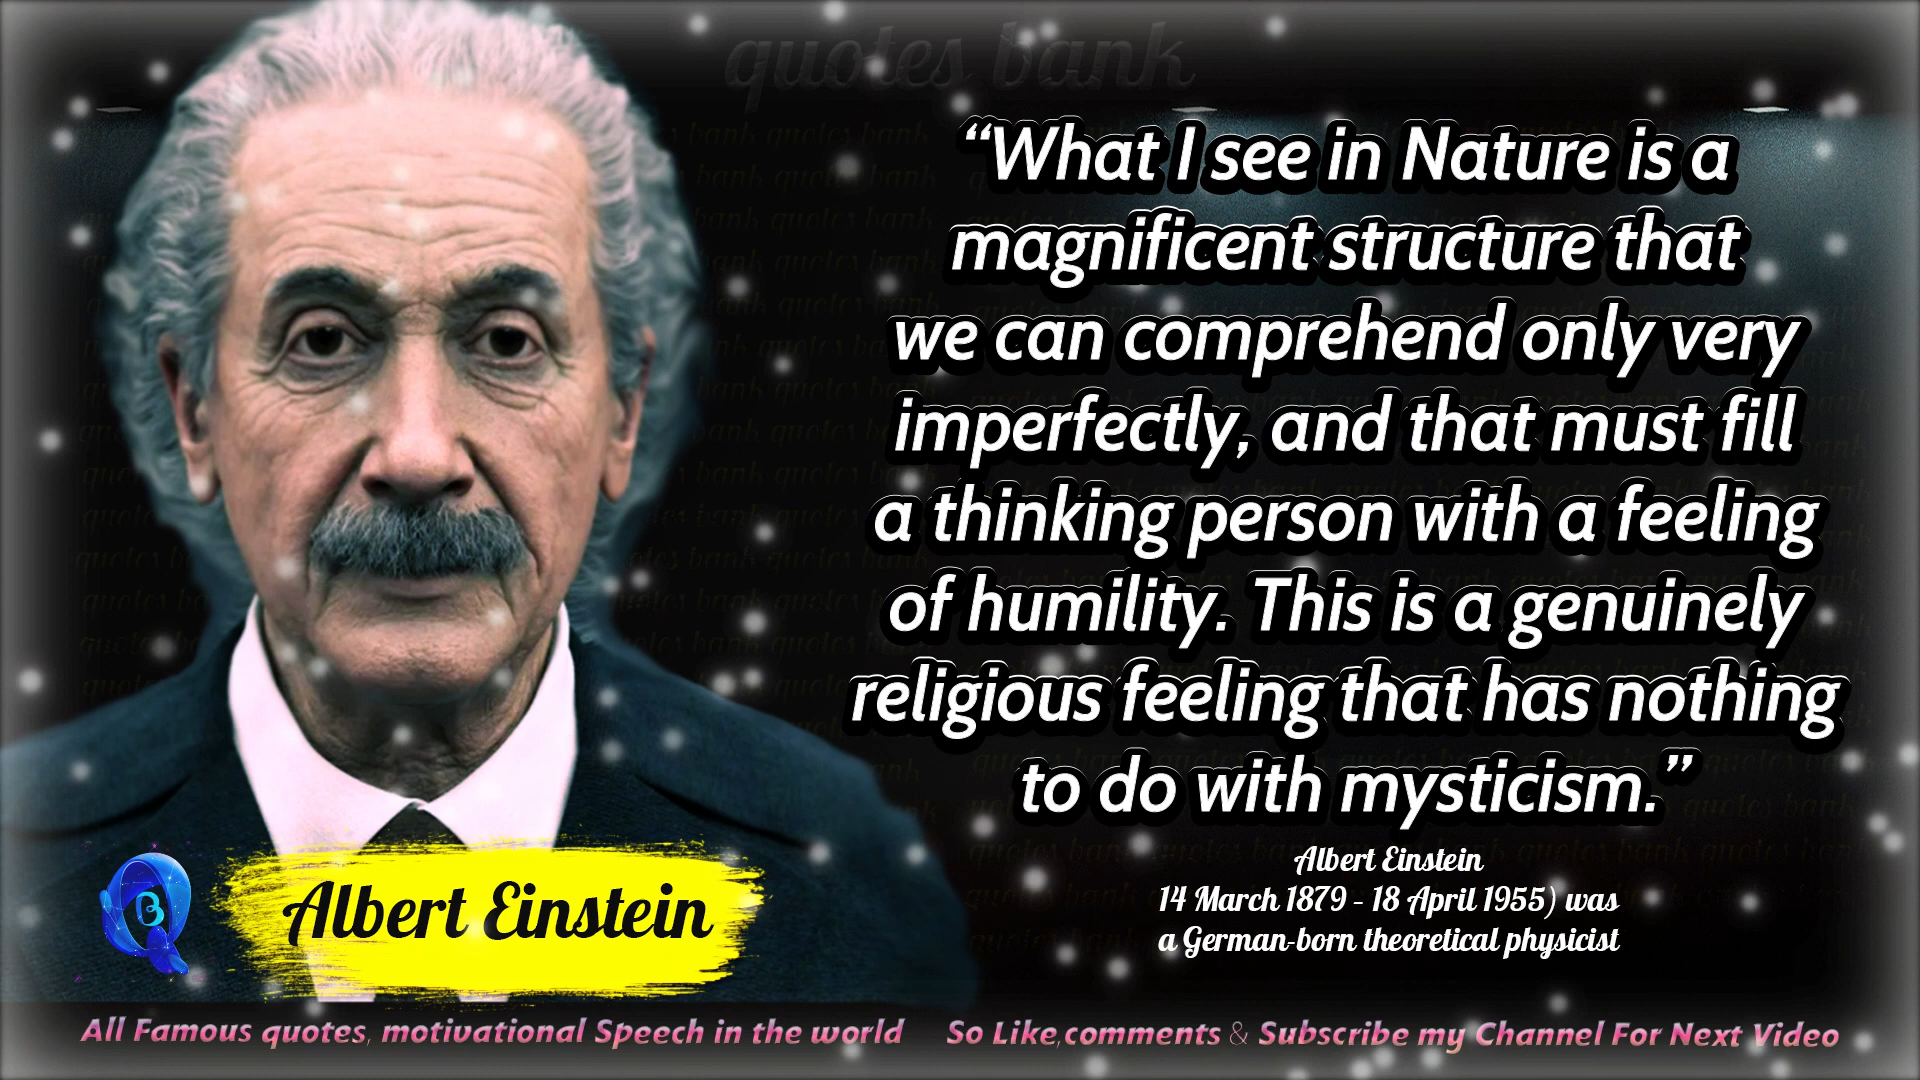 quotes bank
“What I see in Nature is a
magnificent structure that
we can comprehend only very
imperfectly, and that must fill
a thinking person with a feeling
of humility. This is a genuinely
religious feeling that has nothing
to do with mysticism.”
Albert Einstein
14 March 1879 – 18 April 1955) was
a German-born theoretical physicist
B
Albert Einstein
All Famous quotes, motivational Speech in the world So Like,comments & Subscribe my Channel For Next Video